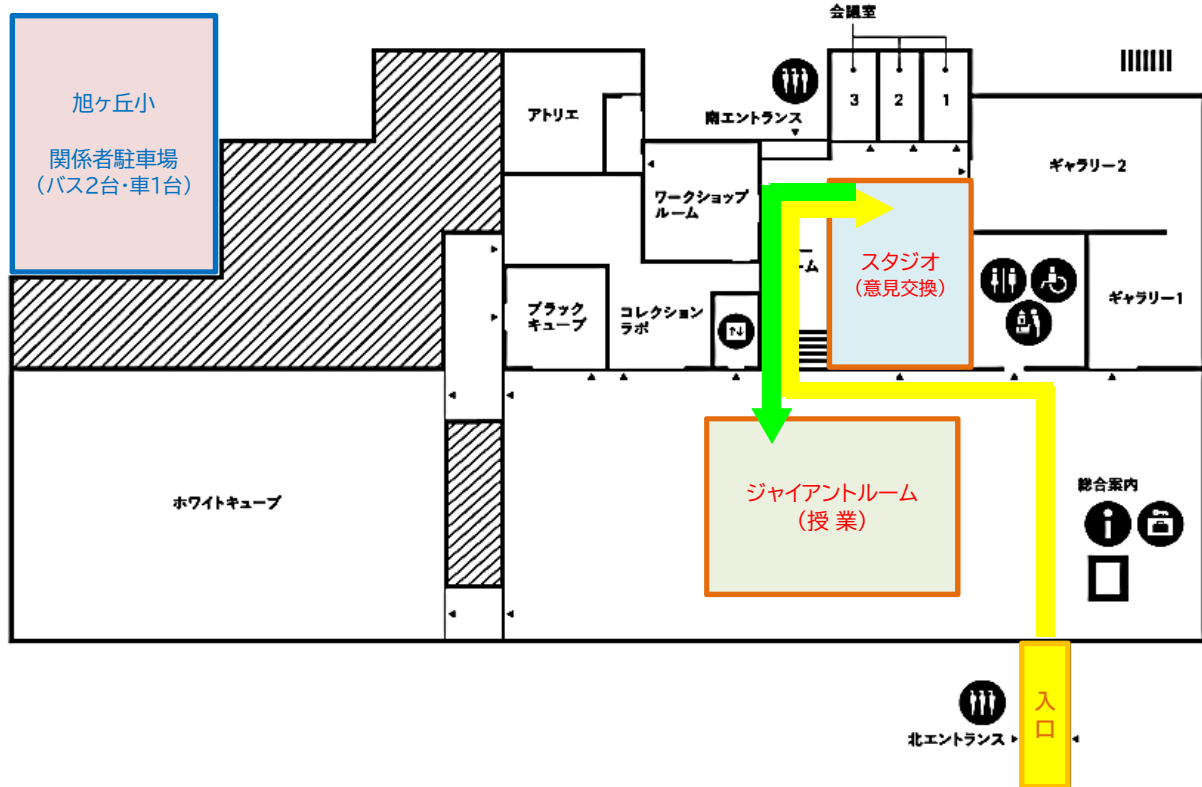 会議室
旭ヶ丘小
関係者駐車場
(バス2台・車1台)
3
2
1
アトリエ
南エントランス
ギャラリー2
ワークショップ
ルーム
スタジオ
(意見交換)
ーム
ギャラリー1
ブラック
キューブ
コレクション
ラボ
ホワイトキューブ
ジャイアントルーム
(授 業)
総合案内
入
口
北エントランス